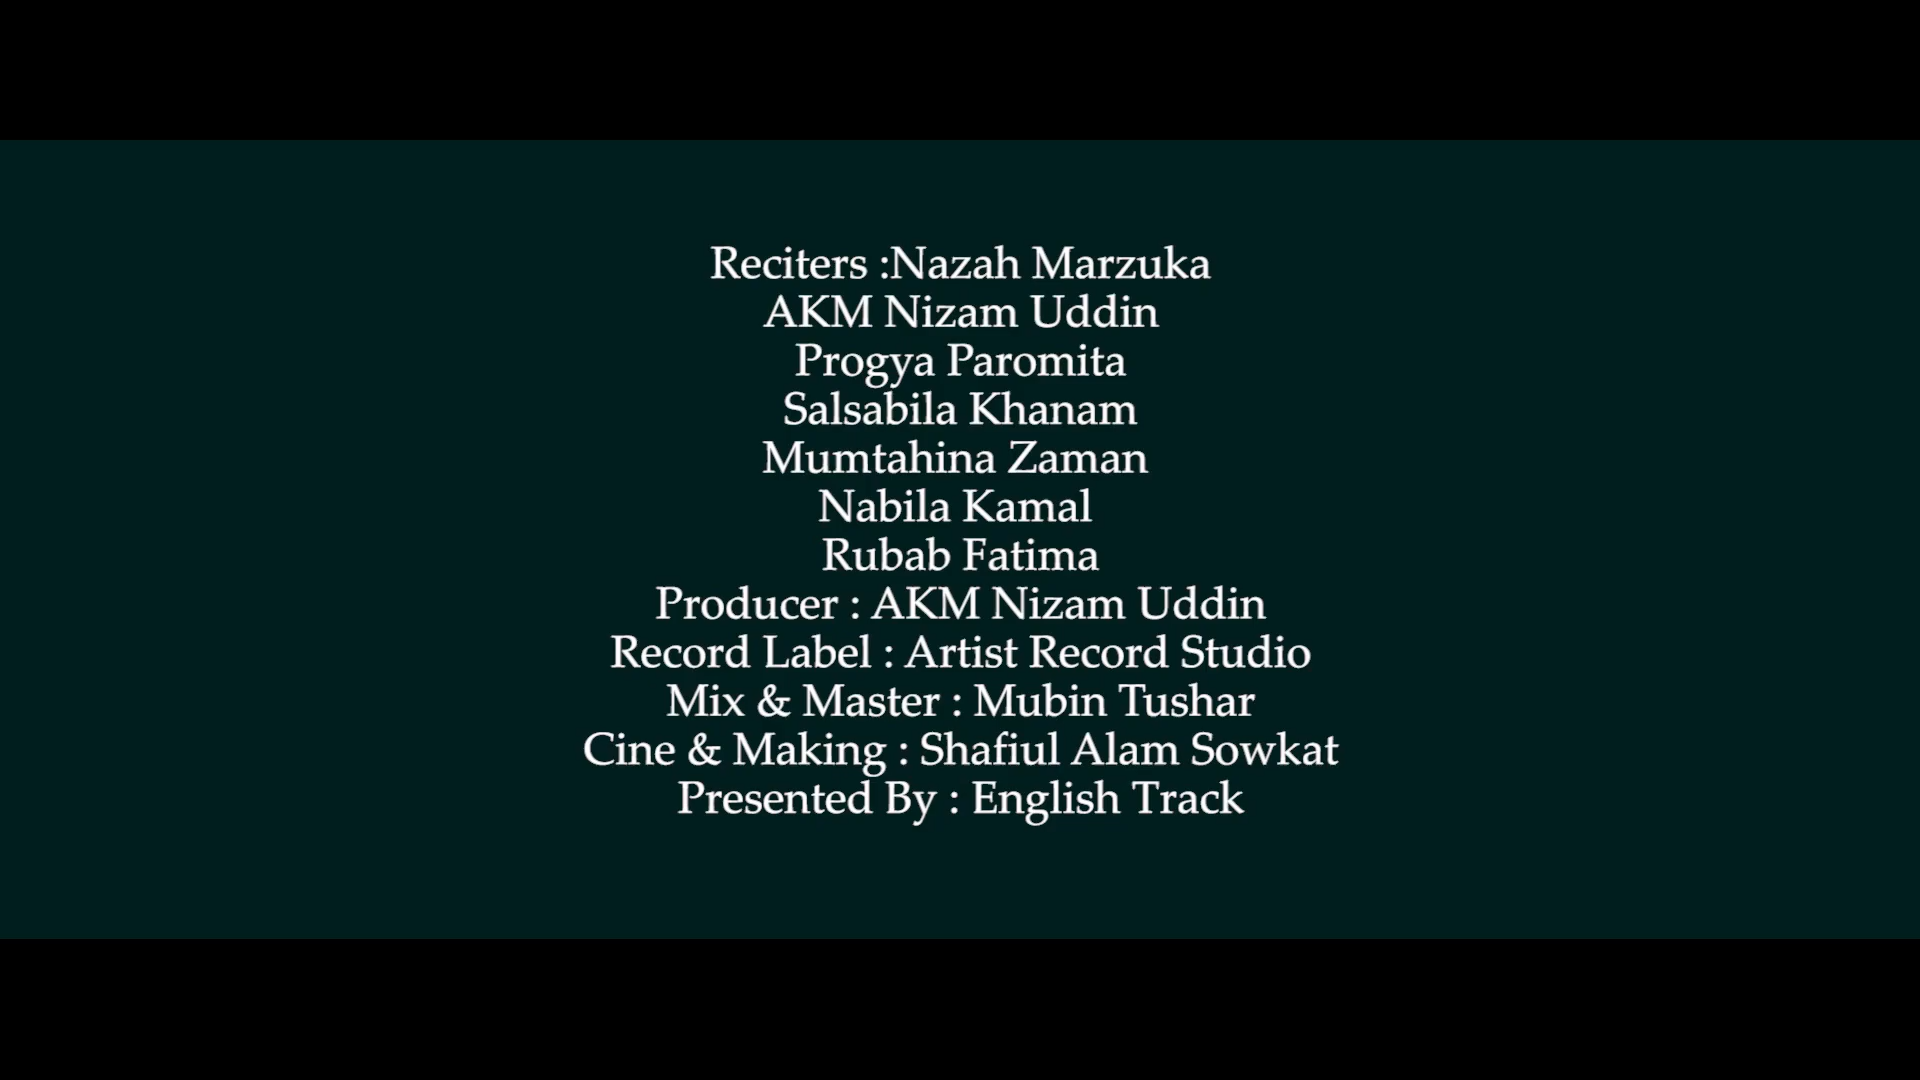 Reciters :Nazah Marzuka
AKM Nizam Uddin
Progya Paromita
Salsabila Khanam
Mumtahina Zaman
Nabila Kamal
Rubab Fatima
Producer : AKM Nizam Uddin
Record Label : Artist Record Studio
Mix & Master : Mubin Tushar
Cine & Making : Shafiul Alam Sowkat
Presented By : English Track